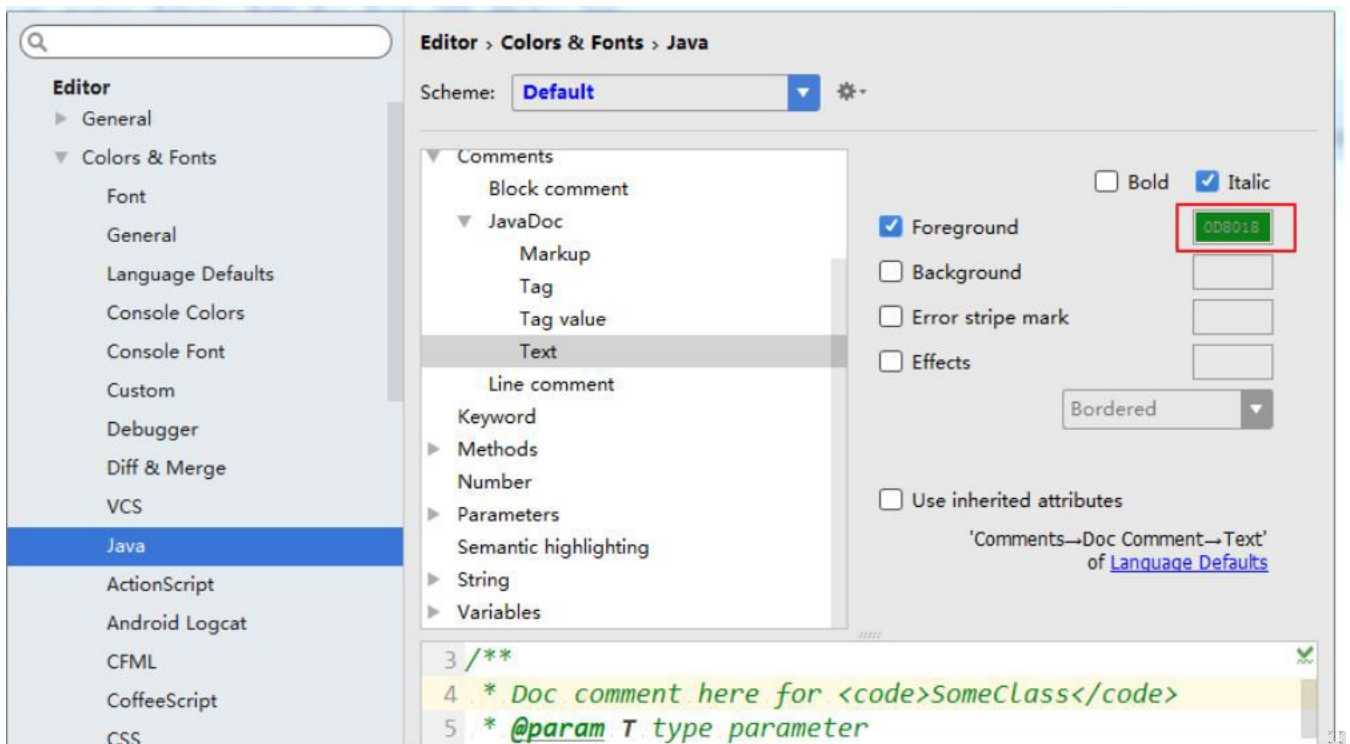 Editor › Colors & Fonts › Java
Scheme: Default
Editor
General
Colors & Fonts
Font
General
Language Defaults
Console Colors
Console Font
Custom
Debugger
Diff & Merge
VCS
Java
ActionScript
Android Logcat
CFML
CoffeeScript
CSS
Comments
Block comment
JavaDoc
Markup
Tag
Tag value
Text
Line comment
Keyword
Methods
Number
Parameters
Semantic highlighting
String
Variables
Bold Italic
Foreground 0D8018
Background
Error stripe mark
Effects
Bordered
Use inherited attributes
'Comments→Doc Comment→Text'
of Language Defaults
3 /**
4 * Doc comment here for <code>SomeClass</code>
5 * @param T type parameter